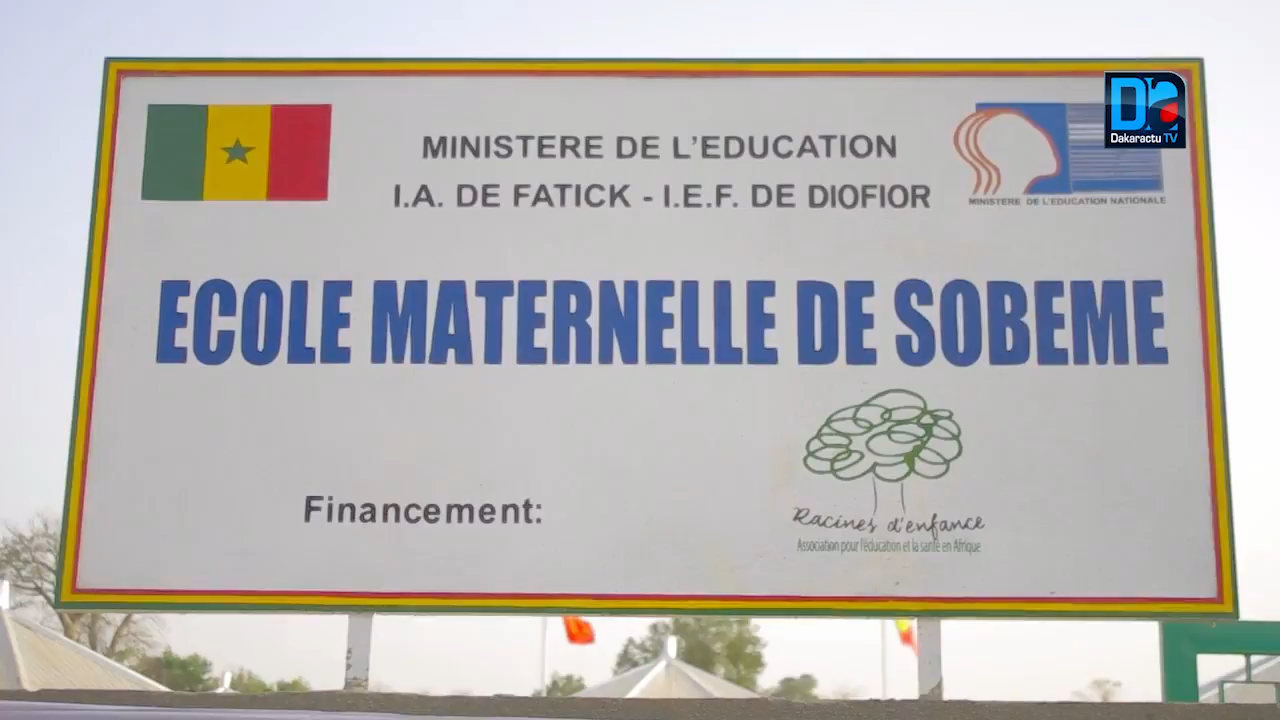 Dakaractu TV
MNISTERE DE L'EDUCATION
I.A. DE FATICK - I.E.F. DE DIOFIOR
MINISTERE DE L'EDUCATION NATIONALE
ECOLE MATERNELLE DE SOBEME
Financement:
Racines d'enfance
Association pour l'éducation et la santé en Afrique